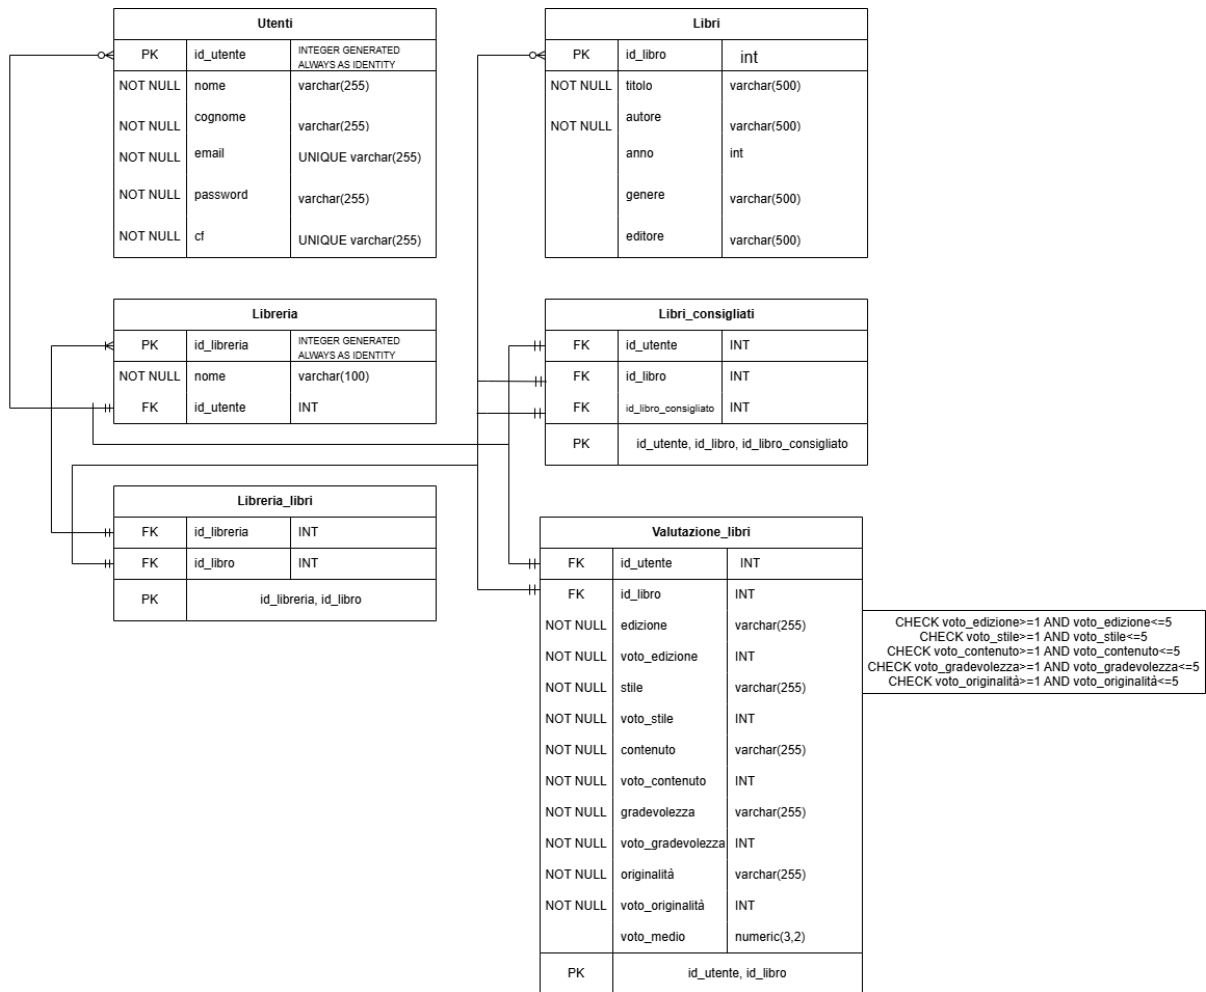 Utenti
PK id_utente INTEGER GENERATED
ALWAYS AS IDENTITY
NOT NULL nome varchar(255)
NOT NULL cognome varchar(255)
NOT NULL email UNIQUE varchar(255)
NOT NULL password varchar(255)
NOT NULL cf UNIQUE varchar(255)
Libri
PK id_libro int
NOT NULL titolo varchar(500)
NOT NULL autore varchar(500)
anno int
genere varchar(500)
editore varchar(500)
Libreria
PK id_libreria INTEGER GENERATED
ALWAYS AS IDENTITY
NOT NULL nome varchar(100)
FK id_utente INT
Libri_consigliati
FK id_utente INT
FK id_libro INT
FK id_libro_consigliato INT
PK id_utente, id_libro, id_libro_consigliato
Libreria_libri
FK id_libreria INT
FK id_libro INT
PK id_libreria, id_libro
Valutazione_libri
FK id_utente INT
FK id_libro INT
NOT NULL edizione varchar(255)
NOT NULL voto_edizione INT
NOT NULL stile varchar(255)
NOT NULL voto_stile INT
NOT NULL contenuto varchar(255)
NOT NULL voto_contenuto INT
NOT NULL gradevolezza varchar(255)
NOT NULL voto_gradevolezza INT
NOT NULL originalità varchar(255)
NOT NULL voto_originalità INT
voto_medio numeric(3,2)
PK id_utente, id_libro
CHECK voto_edizione>=1 AND voto_edizione<=5
CHECK voto_stile>=1 AND voto_stile<=5
CHECK voto_contenuto>=1 AND voto_contenuto<=5
CHECK voto_gradevolezza>=1 AND voto_gradevolezza<=5
CHECK voto_originalità>=1 AND voto_originalità<=5